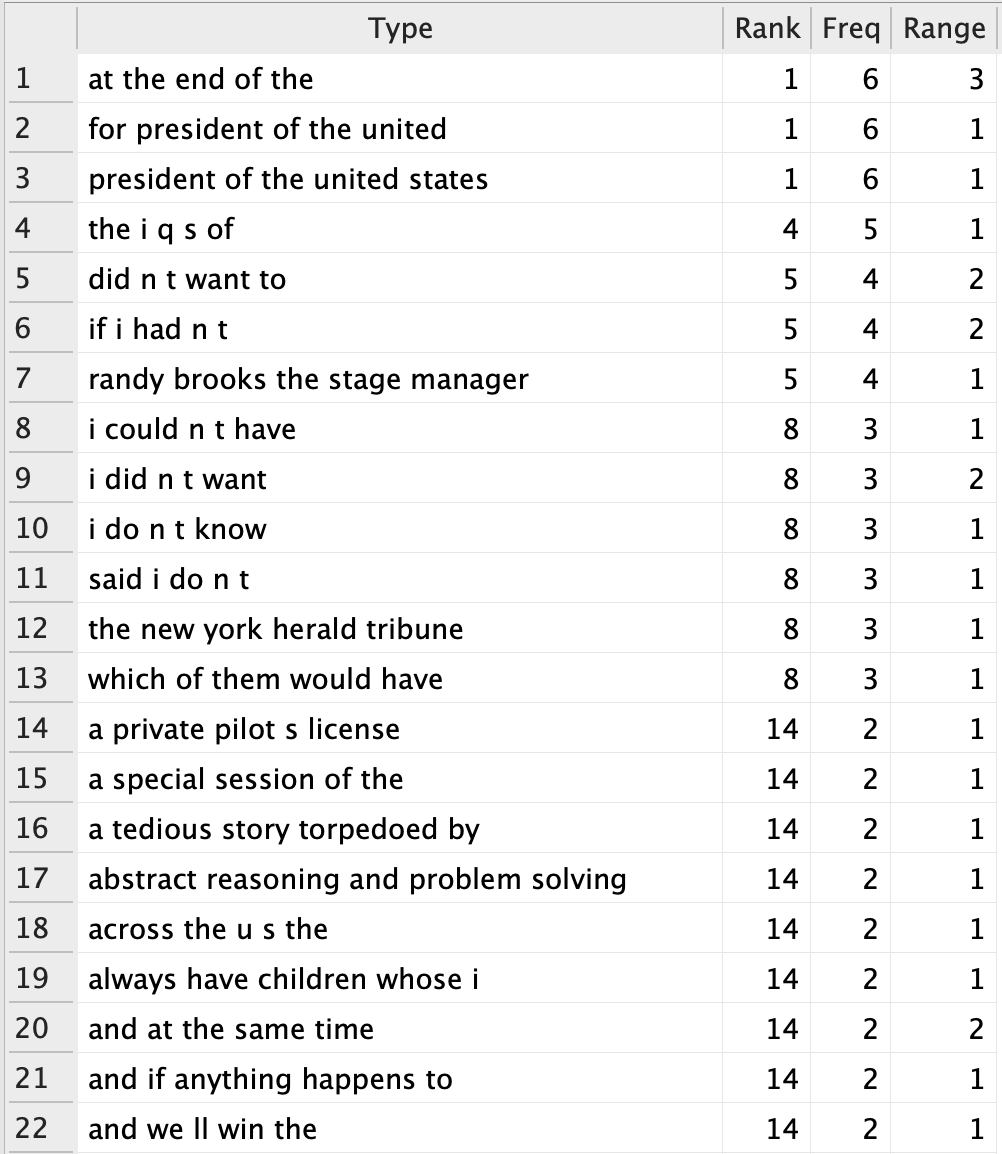 Type Rank Freq Range
1 at the end of the 1 6 3
2 for president of the united 1 6 1
3 president of the united states 1 6 1
4 the i q s of 4 5 1
5 did n t want to 5 4 2
6 if i had n t 5 4 2
7 randy brooks the stage manager 5 4 1
8 i could n t have 8 3 1
9 i did n t want 8 3 2
10 i do n t know 8 3 1
11 said i do n t 8 3 1
12 the new york herald tribune 8 3 1
13 which of them would have 8 3 1
14 a private pilot s license 14 2 1
15 a special session of the 14 2 1
16 a tedious story torpedoed by 14 2 1
17 abstract reasoning and problem solving 14 2 1
18 across the u s the 14 2 1
19 always have children whose i 14 2 1
20 and at the same time 14 2 2
21 and if anything happens to 14 2 1
22 and we ll win the 14 2 1